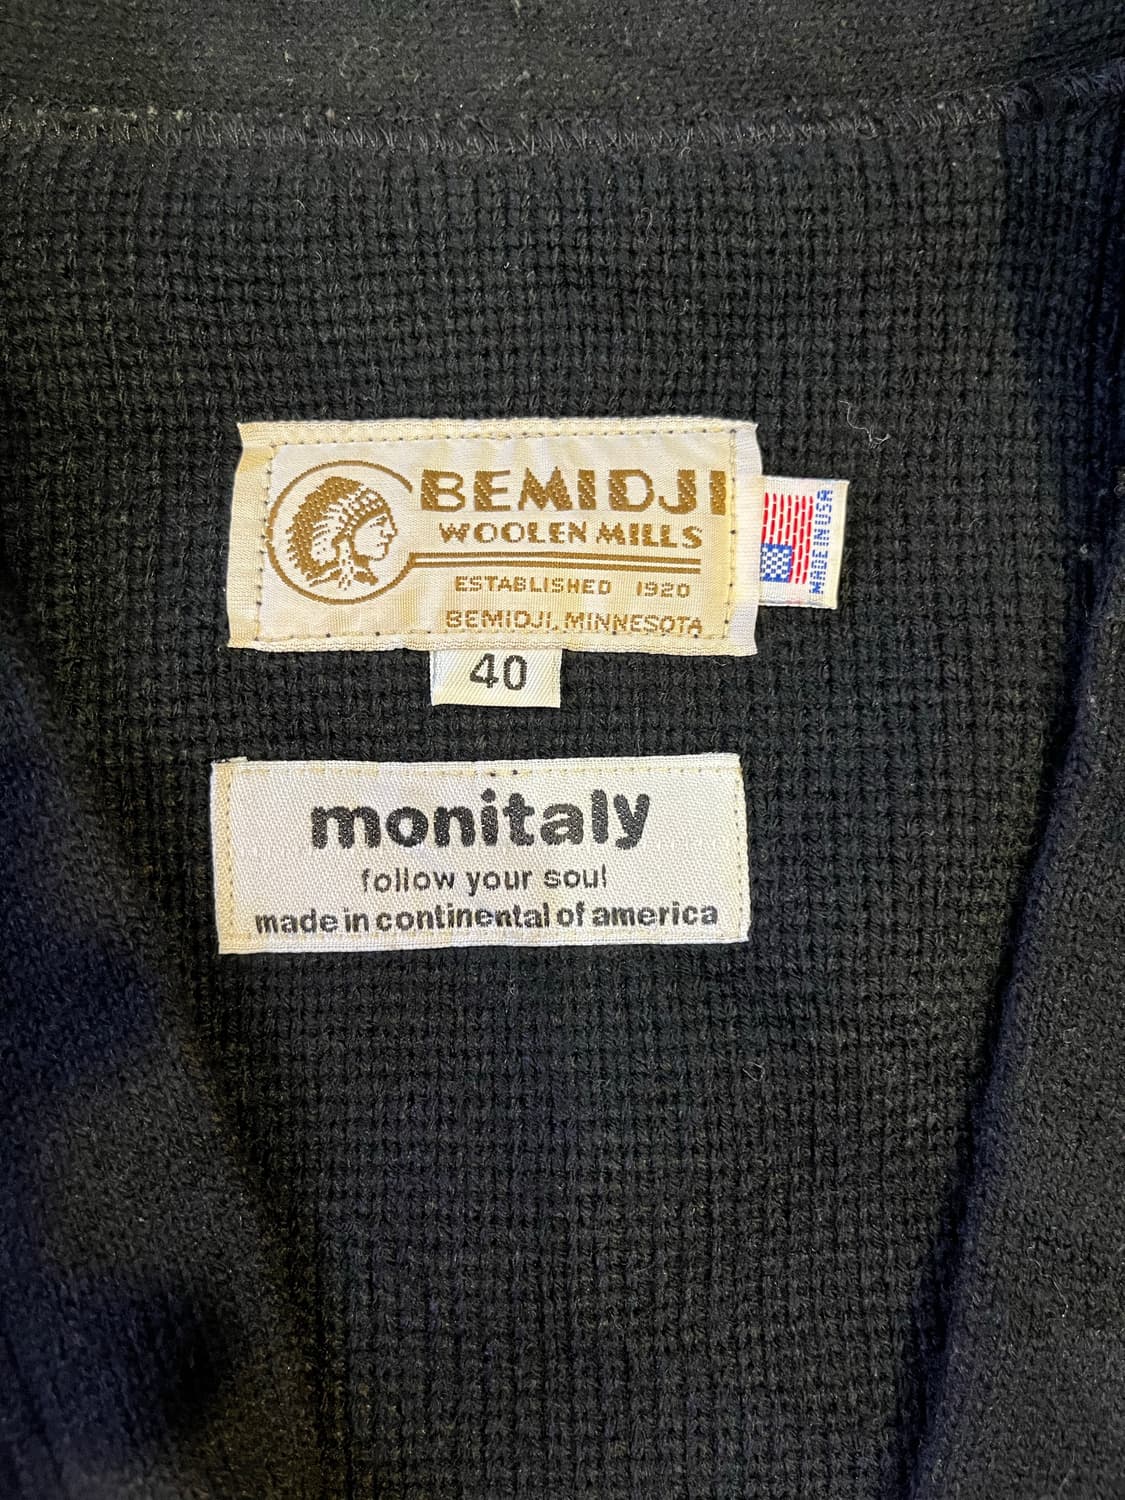 BEMIDJI
WOOLEN MILLS
ESTABLISHED 1920
BEMIDJI, MINNESOTA
MADE IN USA
40
monitaly
follow your soul
made in continental of america